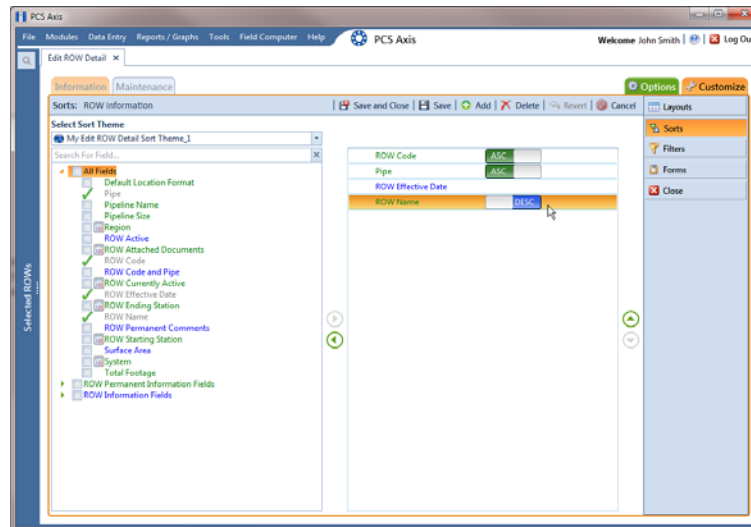 PCS Axis
File Modules Data Entry Reports / Graphs Tools Field Computer Help PCS Axis Welcome John Smith | | Log Ou
Edit ROW Detail ×
Information Maintenance Options Customize
Sorts: ROW Information | Save and Close | Save | Add | Delete | Revert | Cancel
Layouts
Sorts
Filters
Forms
Close
Select Sort Theme
My Edit ROW Detail Sort Theme_1
Search For Field...
All Fields
Default Location Format
Pipe
Pipeline Name
Pipeline Size
Region
ROW Active
ROW Attached Documents
ROW Code
ROW Code and Pipe
ROW Currently Active
ROW Effective Date
ROW Ending Station
ROW Name
ROW Permanent Comments
ROW Starting Station
Surface Area
System
Total Footage
ROW Permanent Information Fields
ROW Information Fields
ROW Code ASC
Pipe ASC
ROW Effective Date
ROW Name DESC
Selected ROWs